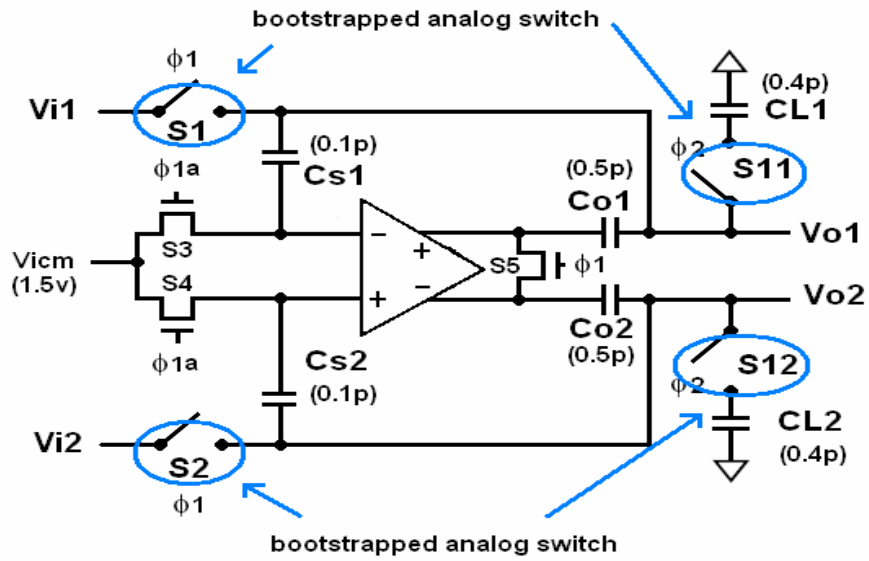 bootstrapped analog switch
ϕ1
Vi1
S1
(0.4p)
CL1
ϕ2
S11
(0.1p)
Cs1
(0.5p)
Co1
ϕ1a
S3
Vicm
(1.5v)
S4
ϕ1a
−
+
+
−
S5
ϕ1
Vo1
Vo2
Co2
(0.5p)
Cs2
(0.1p)
S12
ϕ2
CL2
(0.4p)
Vi2
S2
ϕ1
bootstrapped analog switch